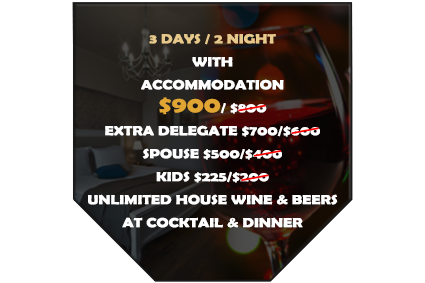 3 DAYS / 2 NIGHT
WITH
ACCOMMODATION
$900/ $800
EXTRA DELEGATE $700/$600
SPOUSE $500/$400
KIDS $225/$200
UNLIMITED HOUSE WINE & BEERS
AT COCKTAIL & DINNER